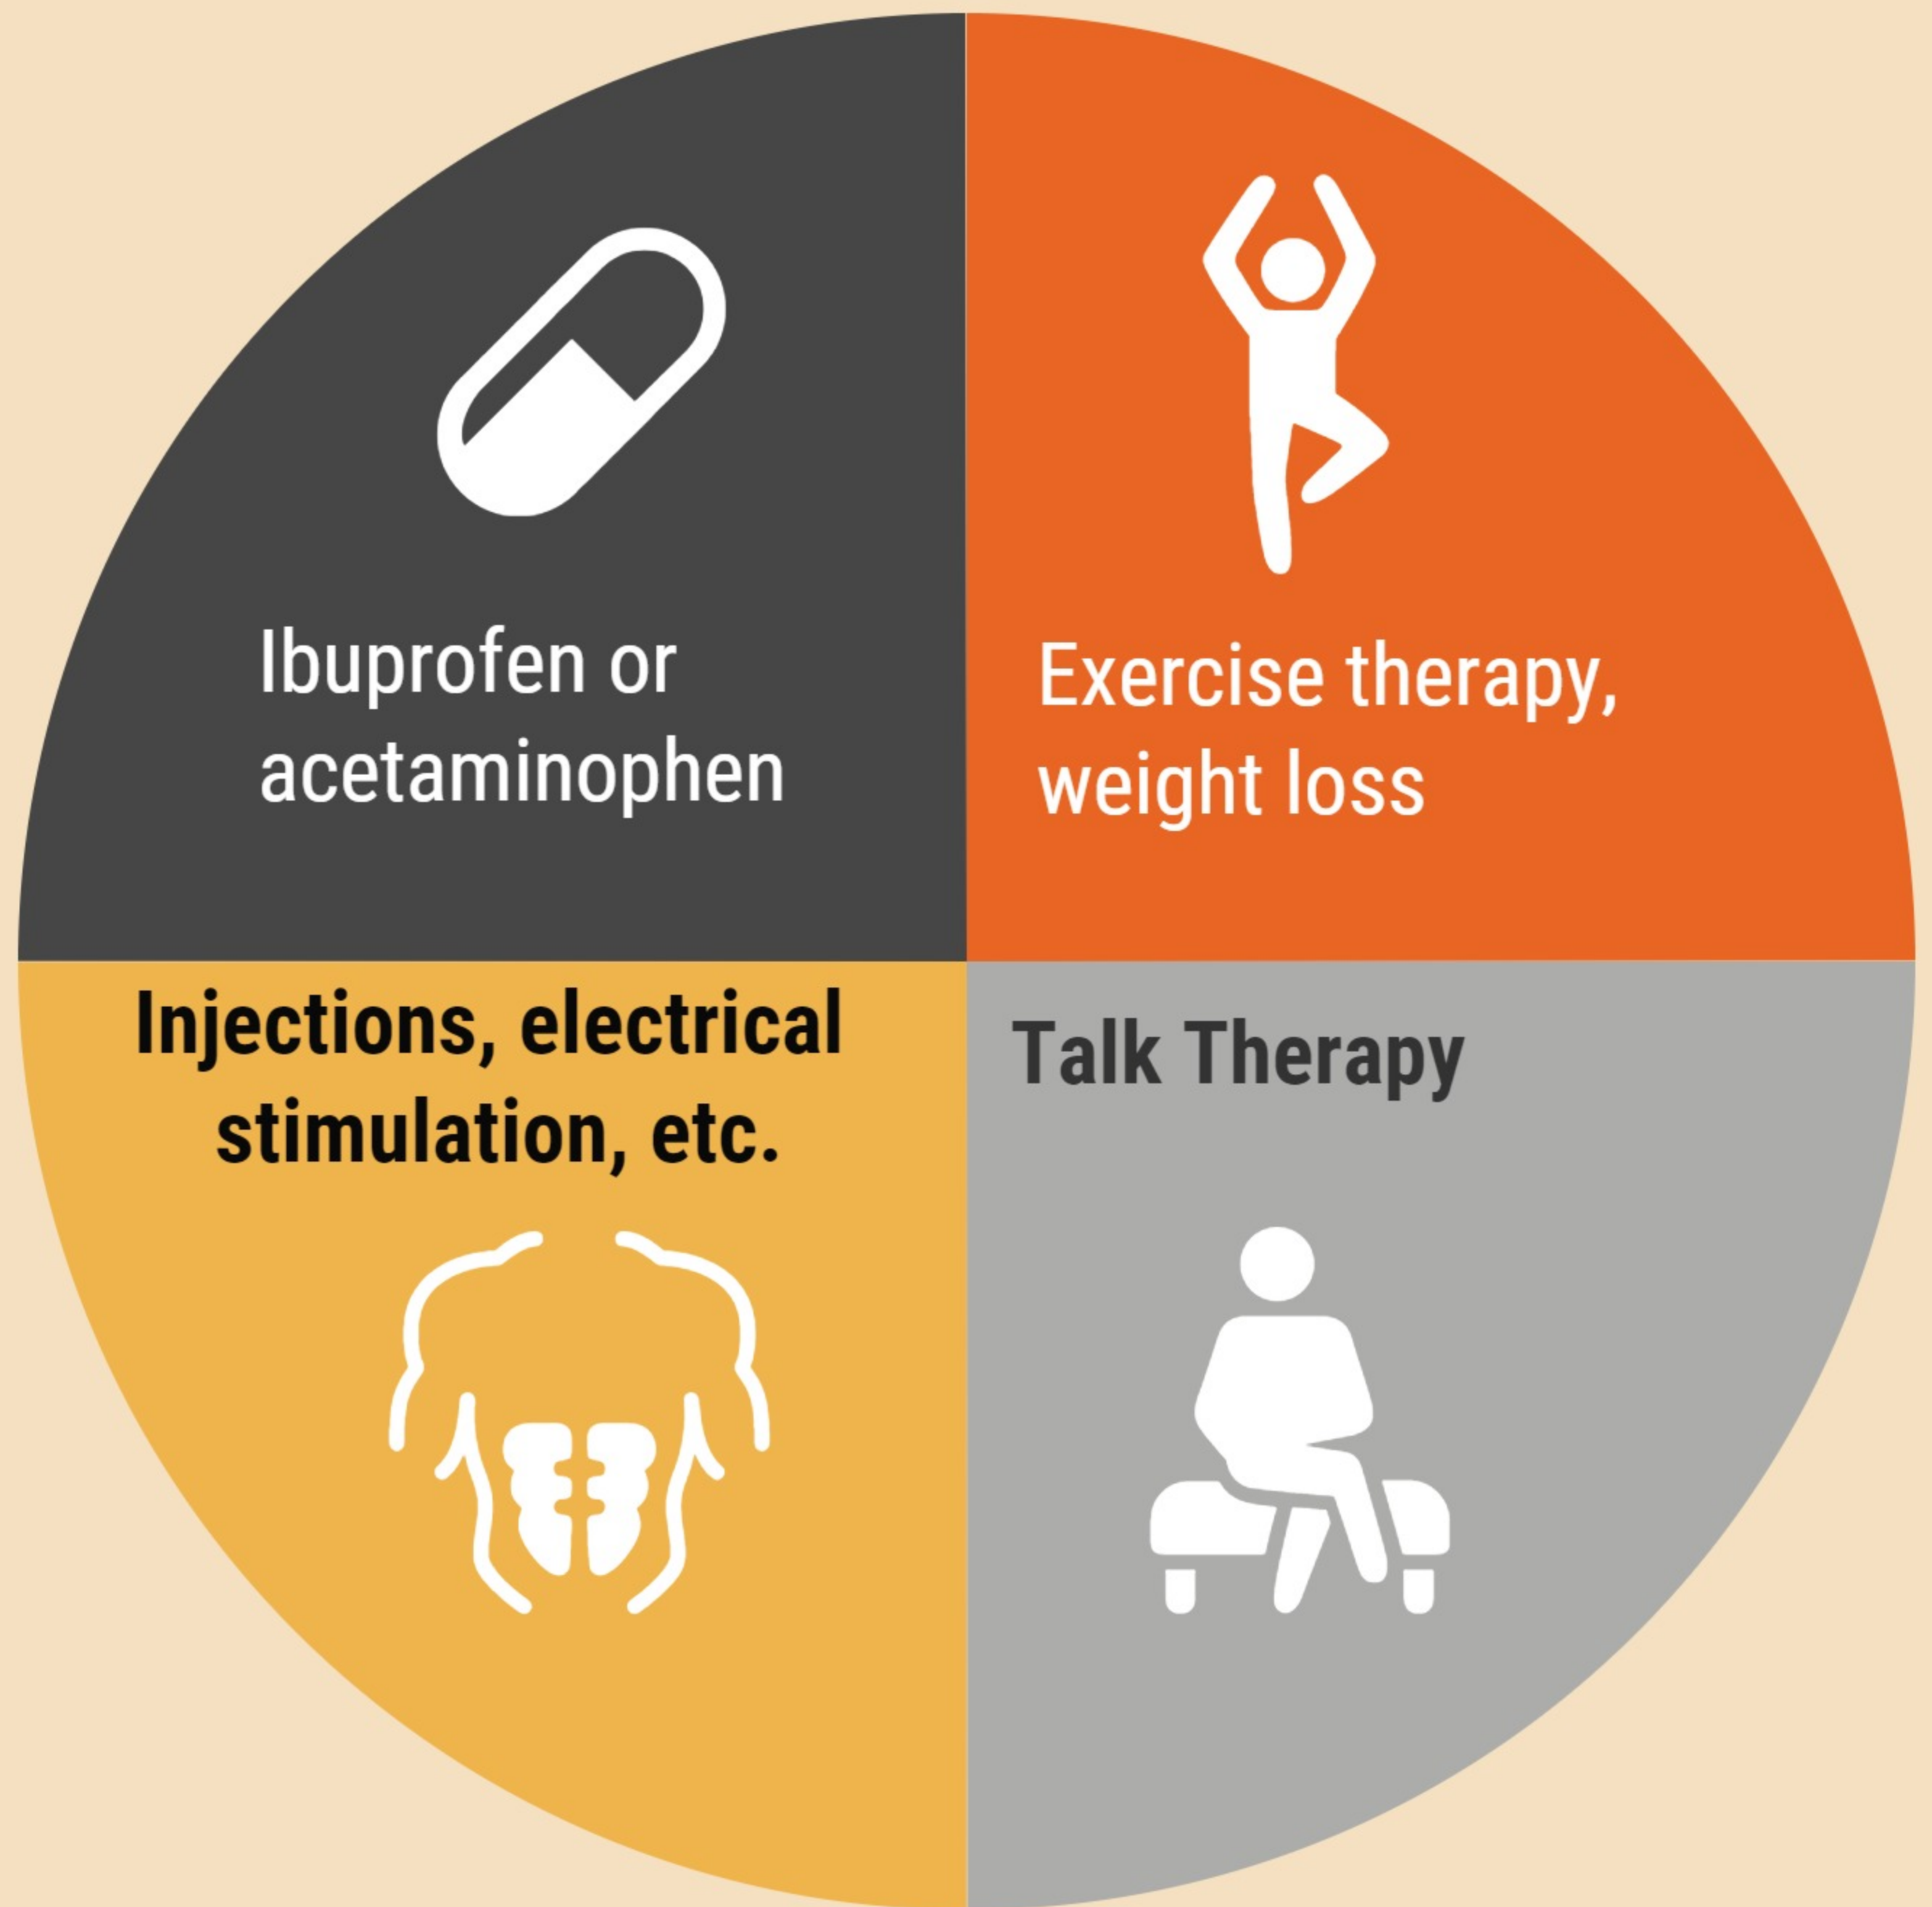 Ibuprofen or
acetaminophen
Exercise therapy,
weight loss
Injections, electrical
stimulation, etc.
Talk Therapy